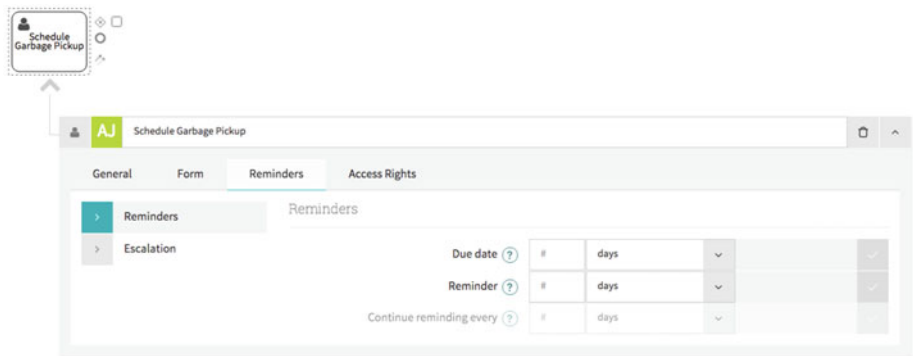 Schedule
Garbage Pickup
AJ Schedule Garbage Pickup
General Form Reminders Access Rights
Reminders
Escalation
Reminders
Due date ? # days
Reminder ? # days
Continue reminding every ? # days